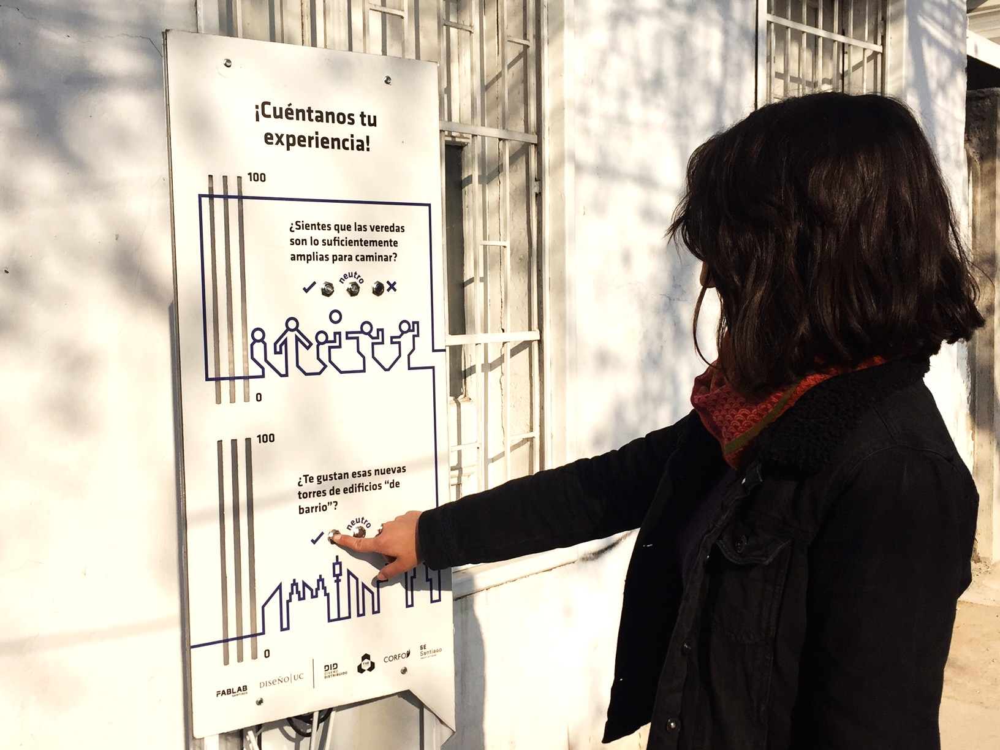 ¡Cuéntanos tu
experiencia!
100
¿Sientes que las veredas
son lo suficientemente
amplias para caminar?
neutro
0
100
¿Te gustan esas nuevas
torres de edificios “de
barrio”?
neutro
0
FABLAB
SANTIAGO
DISEÑO|UC
DID
DISEÑO
DISTRIBUIDO
FAB
CORFO
SE
Santiago